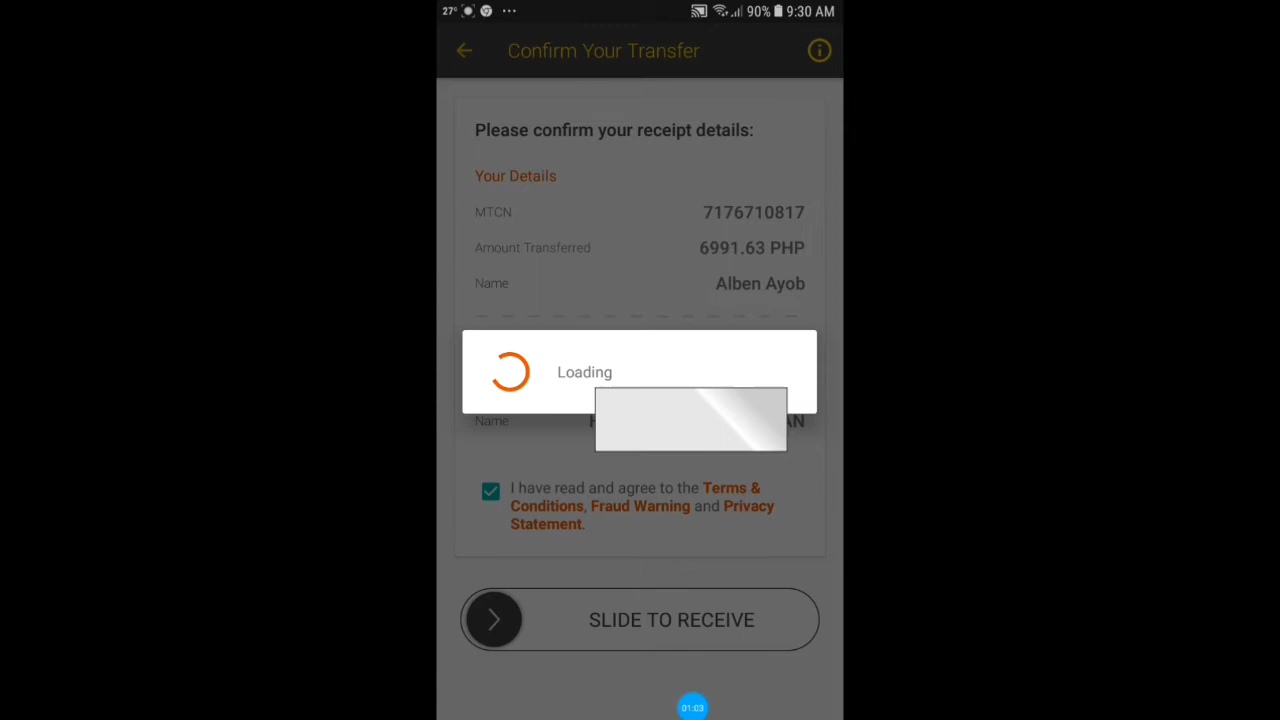 27° 90% 9:30 AM
Confirm Your Transfer
Please confirm your receipt details:
Your Details
MTCN 7176710817
Amount Transferred 6991.63 PHP
Name Alben Ayob
Loading
Name
I have read and agree to the Terms &
Conditions, Fraud Warning and Privacy
Statement.
SLIDE TO RECEIVE
01:03